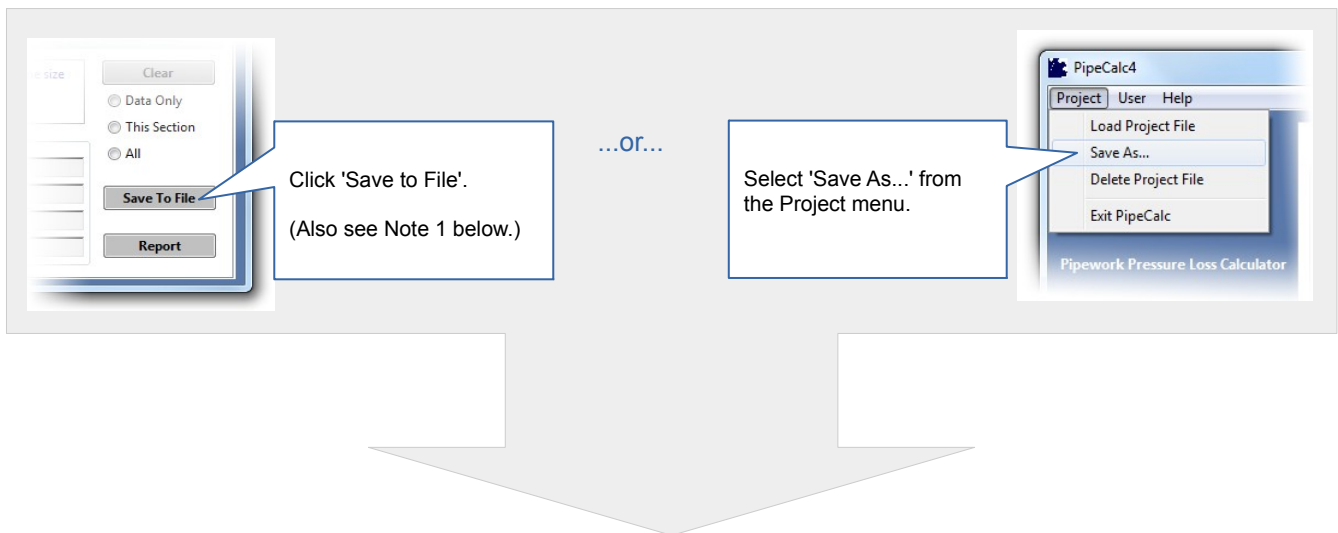 size
Clear
Data Only
This Section
All
Save To File
Report
Click 'Save to File'.
(Also see Note 1 below.)
...or...
Select 'Save As...' from
the Project menu.
PipeCalc4
Project User Help
Load Project File
Save As...
Delete Project File
Exit PipeCalc
Pipework Pressure Loss Calculator